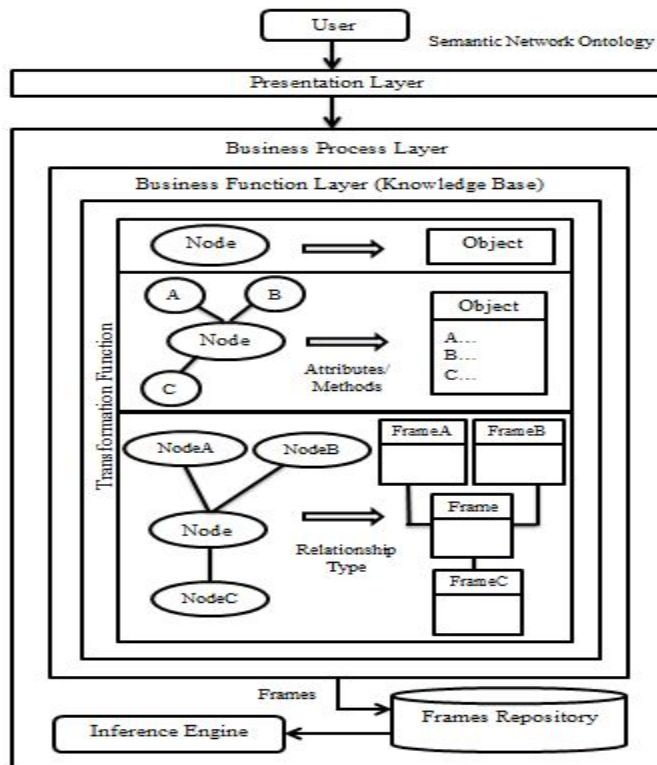 User
Semantic Network Ontology
Presentation Layer
Business Process Layer
Business Function Layer (Knowledge Base)
Transformation Function
Node
Object
A
B
Node
C
Attributes/
Methods
Object
A...
B...
C...
NodeA
NodeB
Node
NodeC
Relationship
Type
FrameA
FrameB
Frame
FrameC
Frames
Frames Repository
Inference Engine